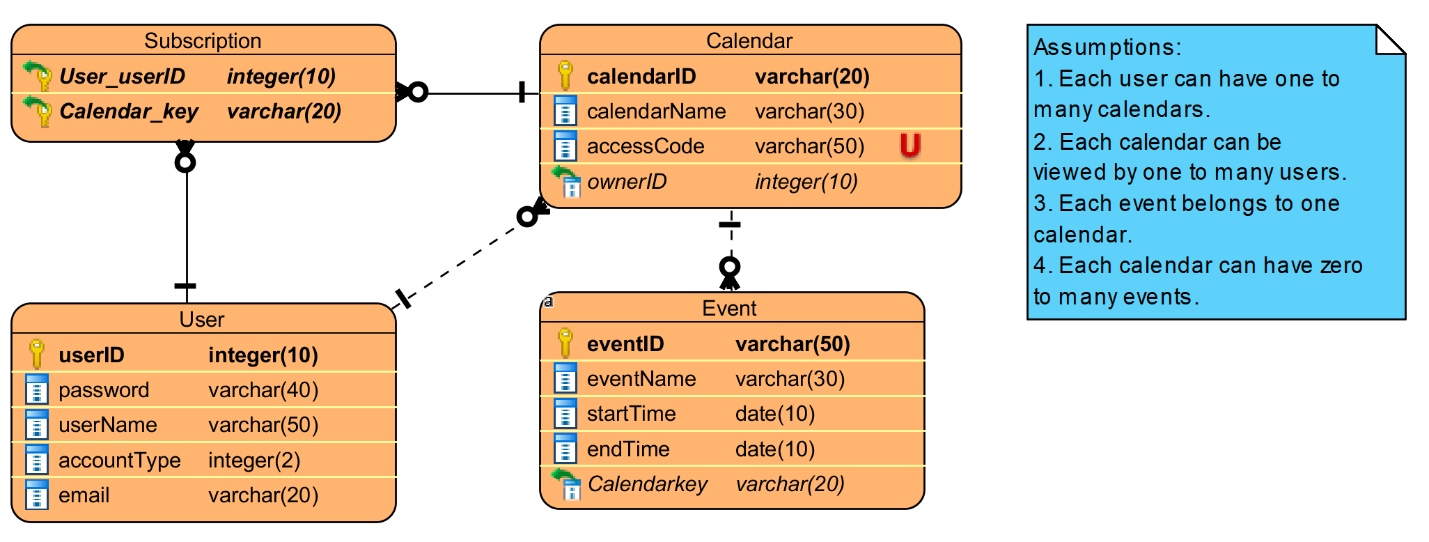 Subscription
User_userID integer(10)
Calendar_key varchar(20)
Calendar
calendarID varchar(20)
calendarName varchar(30)
accessCode varchar(50) U
ownerID integer(10)
User
userID integer(10)
password varchar(40)
userName varchar(50)
accountType integer(2)
email varchar(20)
a
Event
eventID varchar(50)
eventName varchar(30)
startTime date(10)
endTime date(10)
Calendarkey varchar(20)
Assumptions:
1. Each user can have one to
many calendars.
2. Each calendar can be
viewed by one to many users.
3. Each event belongs to one
calendar.
4. Each calendar can have zero
to many events.